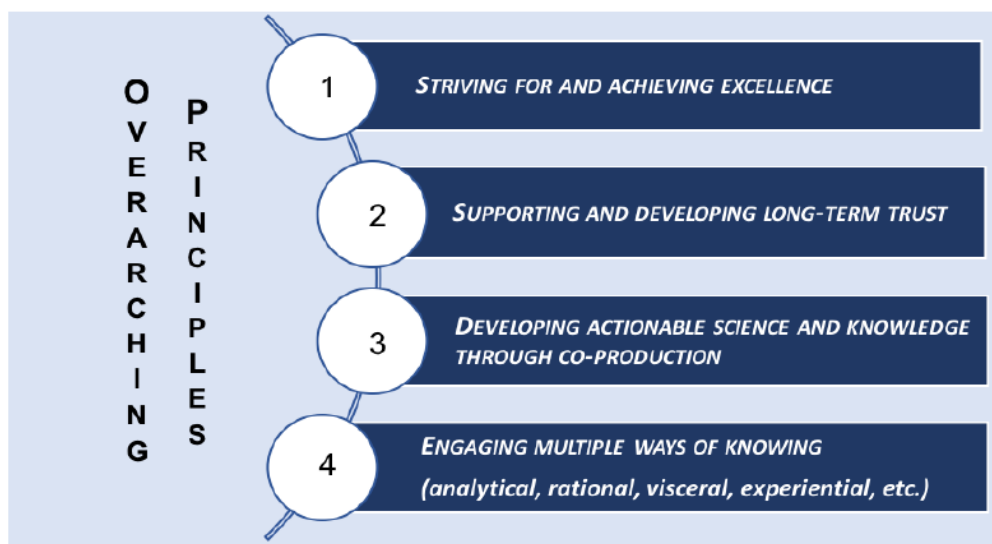 OVERARCHING
PRINCIPLES
1
STRIVING FOR AND ACHIEVING EXCELLENCE
2
SUPPORTING AND DEVELOPING LONG-TERM TRUST
3
DEVELOPING ACTIONABLE SCIENCE AND KNOWLEDGE
THROUGH CO-PRODUCTION
4
ENGAGING MULTIPLE WAYS OF KNOWING
(analytical, rational, visceral, experiential, etc.)